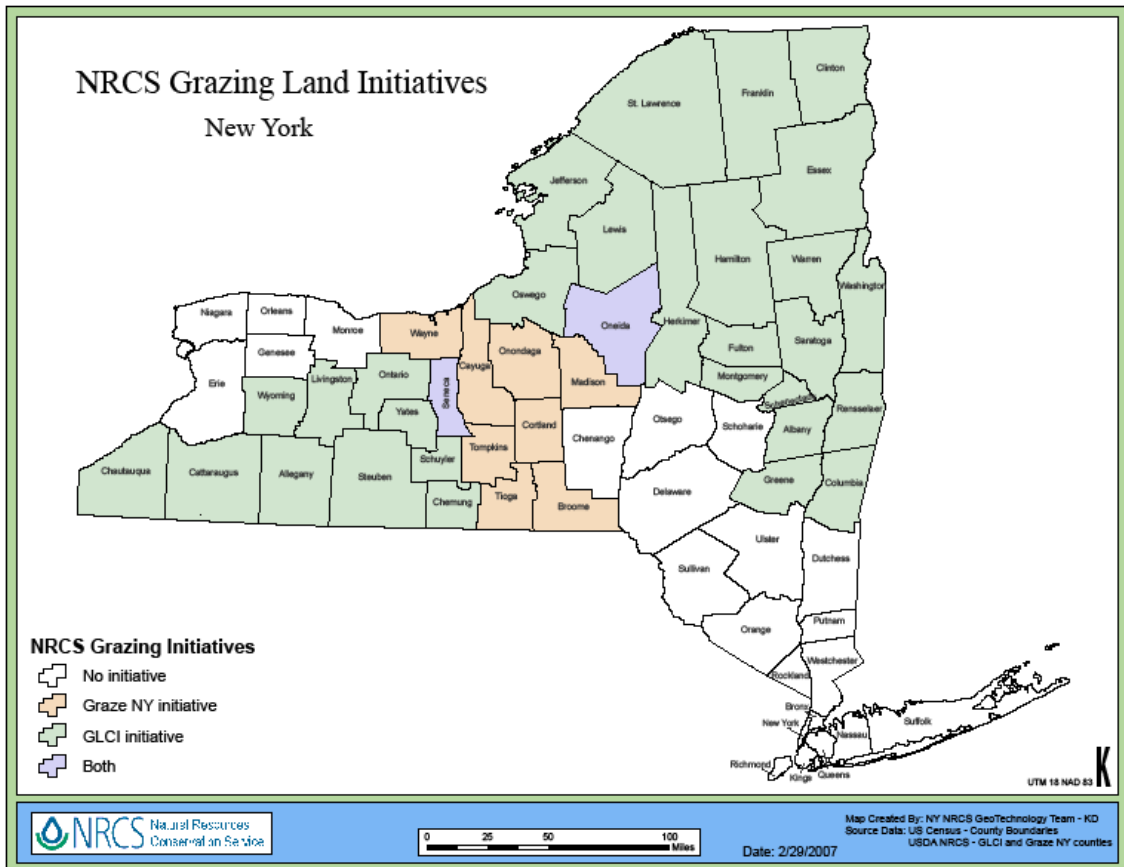 NRCS Grazing Land Initiatives
New York
Clinton
Franklin
St. Lawrence
Essex
Jefferson
Lewis
Hamilton
Warren
Washington
Oswego
Oneida
Herkimer
Niagara
Orleans
Monroe
Wayne
Fulton
Saratoga
Genesee
Cayuga
Onondaga
Madison
Montgomery
Erie
Wyoming
Livingston
Ontario
Seneca
Schenectady
Rensselaer
Yates
Otsego
Schoharie
Albany
Cortland
Chenango
Tompkins
Chautauqua
Cattaraugus
Allegany
Steuben
Schuyler
Greene
Columbia
Chemung
Tioga
Broome
Delaware
Ulster
Dutchess
Sullivan
Putnam
Orange
Westchester
Rockland
Bronx
New York
Suffolk
Nassau
Richmond
Kings
Queens
NRCS Grazing Initiatives
No initiative
Graze NY initiative
GLCI initiative
Both
UTM 18 NAD 83 K
NRCS Natural Resources
Conservation Service
0 25 50 100
Miles
Date: 2/29/2007
Map Created By: NY NRCS GeoTechnology Team - KD
Source Data: US Census - County Boundaries
USDA NRCS - GLCI and Graze NY counties